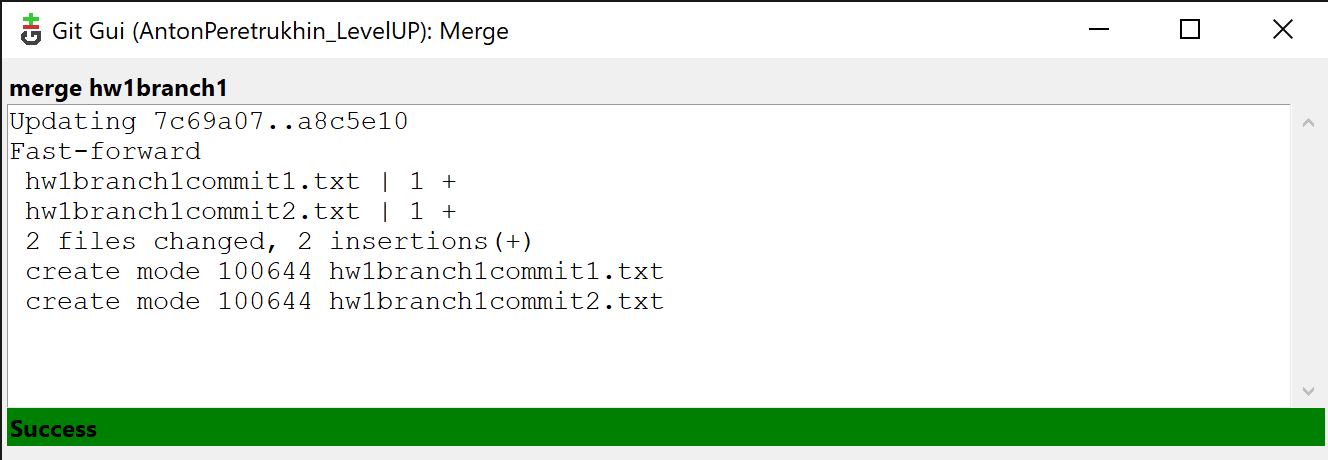 Git Gui (AntonPeretrukhin_LevelUP): Merge
merge hw1branch1
Updating 7c69a07..a8c5e10
Fast-forward
 hw1branch1commit1.txt | 1 +
 hw1branch1commit2.txt | 1 +
 2 files changed, 2 insertions(+)
 create mode 100644 hw1branch1commit1.txt
 create mode 100644 hw1branch1commit2.txt
Success